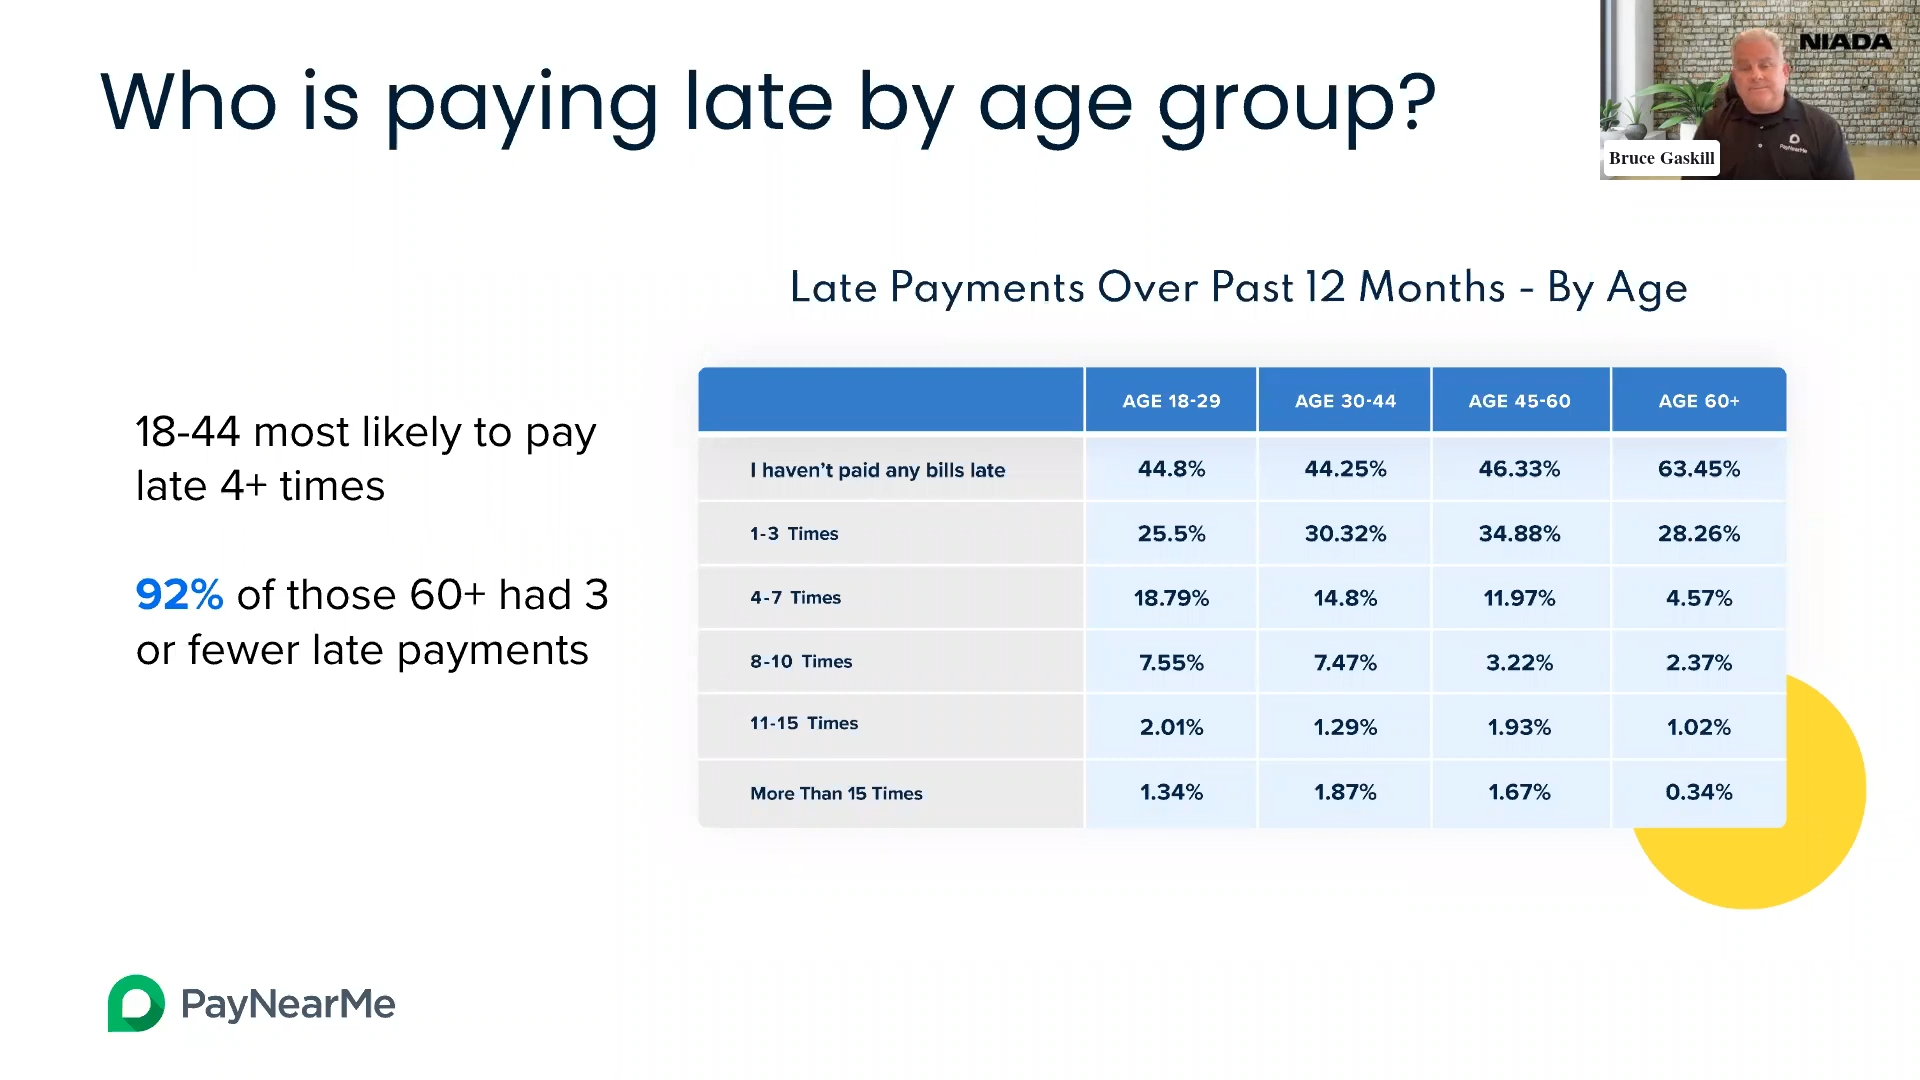 Who is paying late by age group?
NIADA
PayNearMe
Bruce Gaskill
Late Payments Over Past 12 Months - By Age
18-44 most likely to pay
late 4+ times
92% of those 60+ had 3
or fewer late payments
AGE 18-29 AGE 30-44 AGE 45-60 AGE 60+
I haven't paid any bills late 44.8% 44.25% 46.33% 63.45%
1-3 Times 25.5% 30.32% 34.88% 28.26%
4-7 Times 18.79% 14.8% 11.97% 4.57%
8-10 Times 7.55% 7.47% 3.22% 2.37%
11-15 Times 2.01% 1.29% 1.93% 1.02%
More Than 15 Times 1.34% 1.87% 1.67% 0.34%
PayNearMe